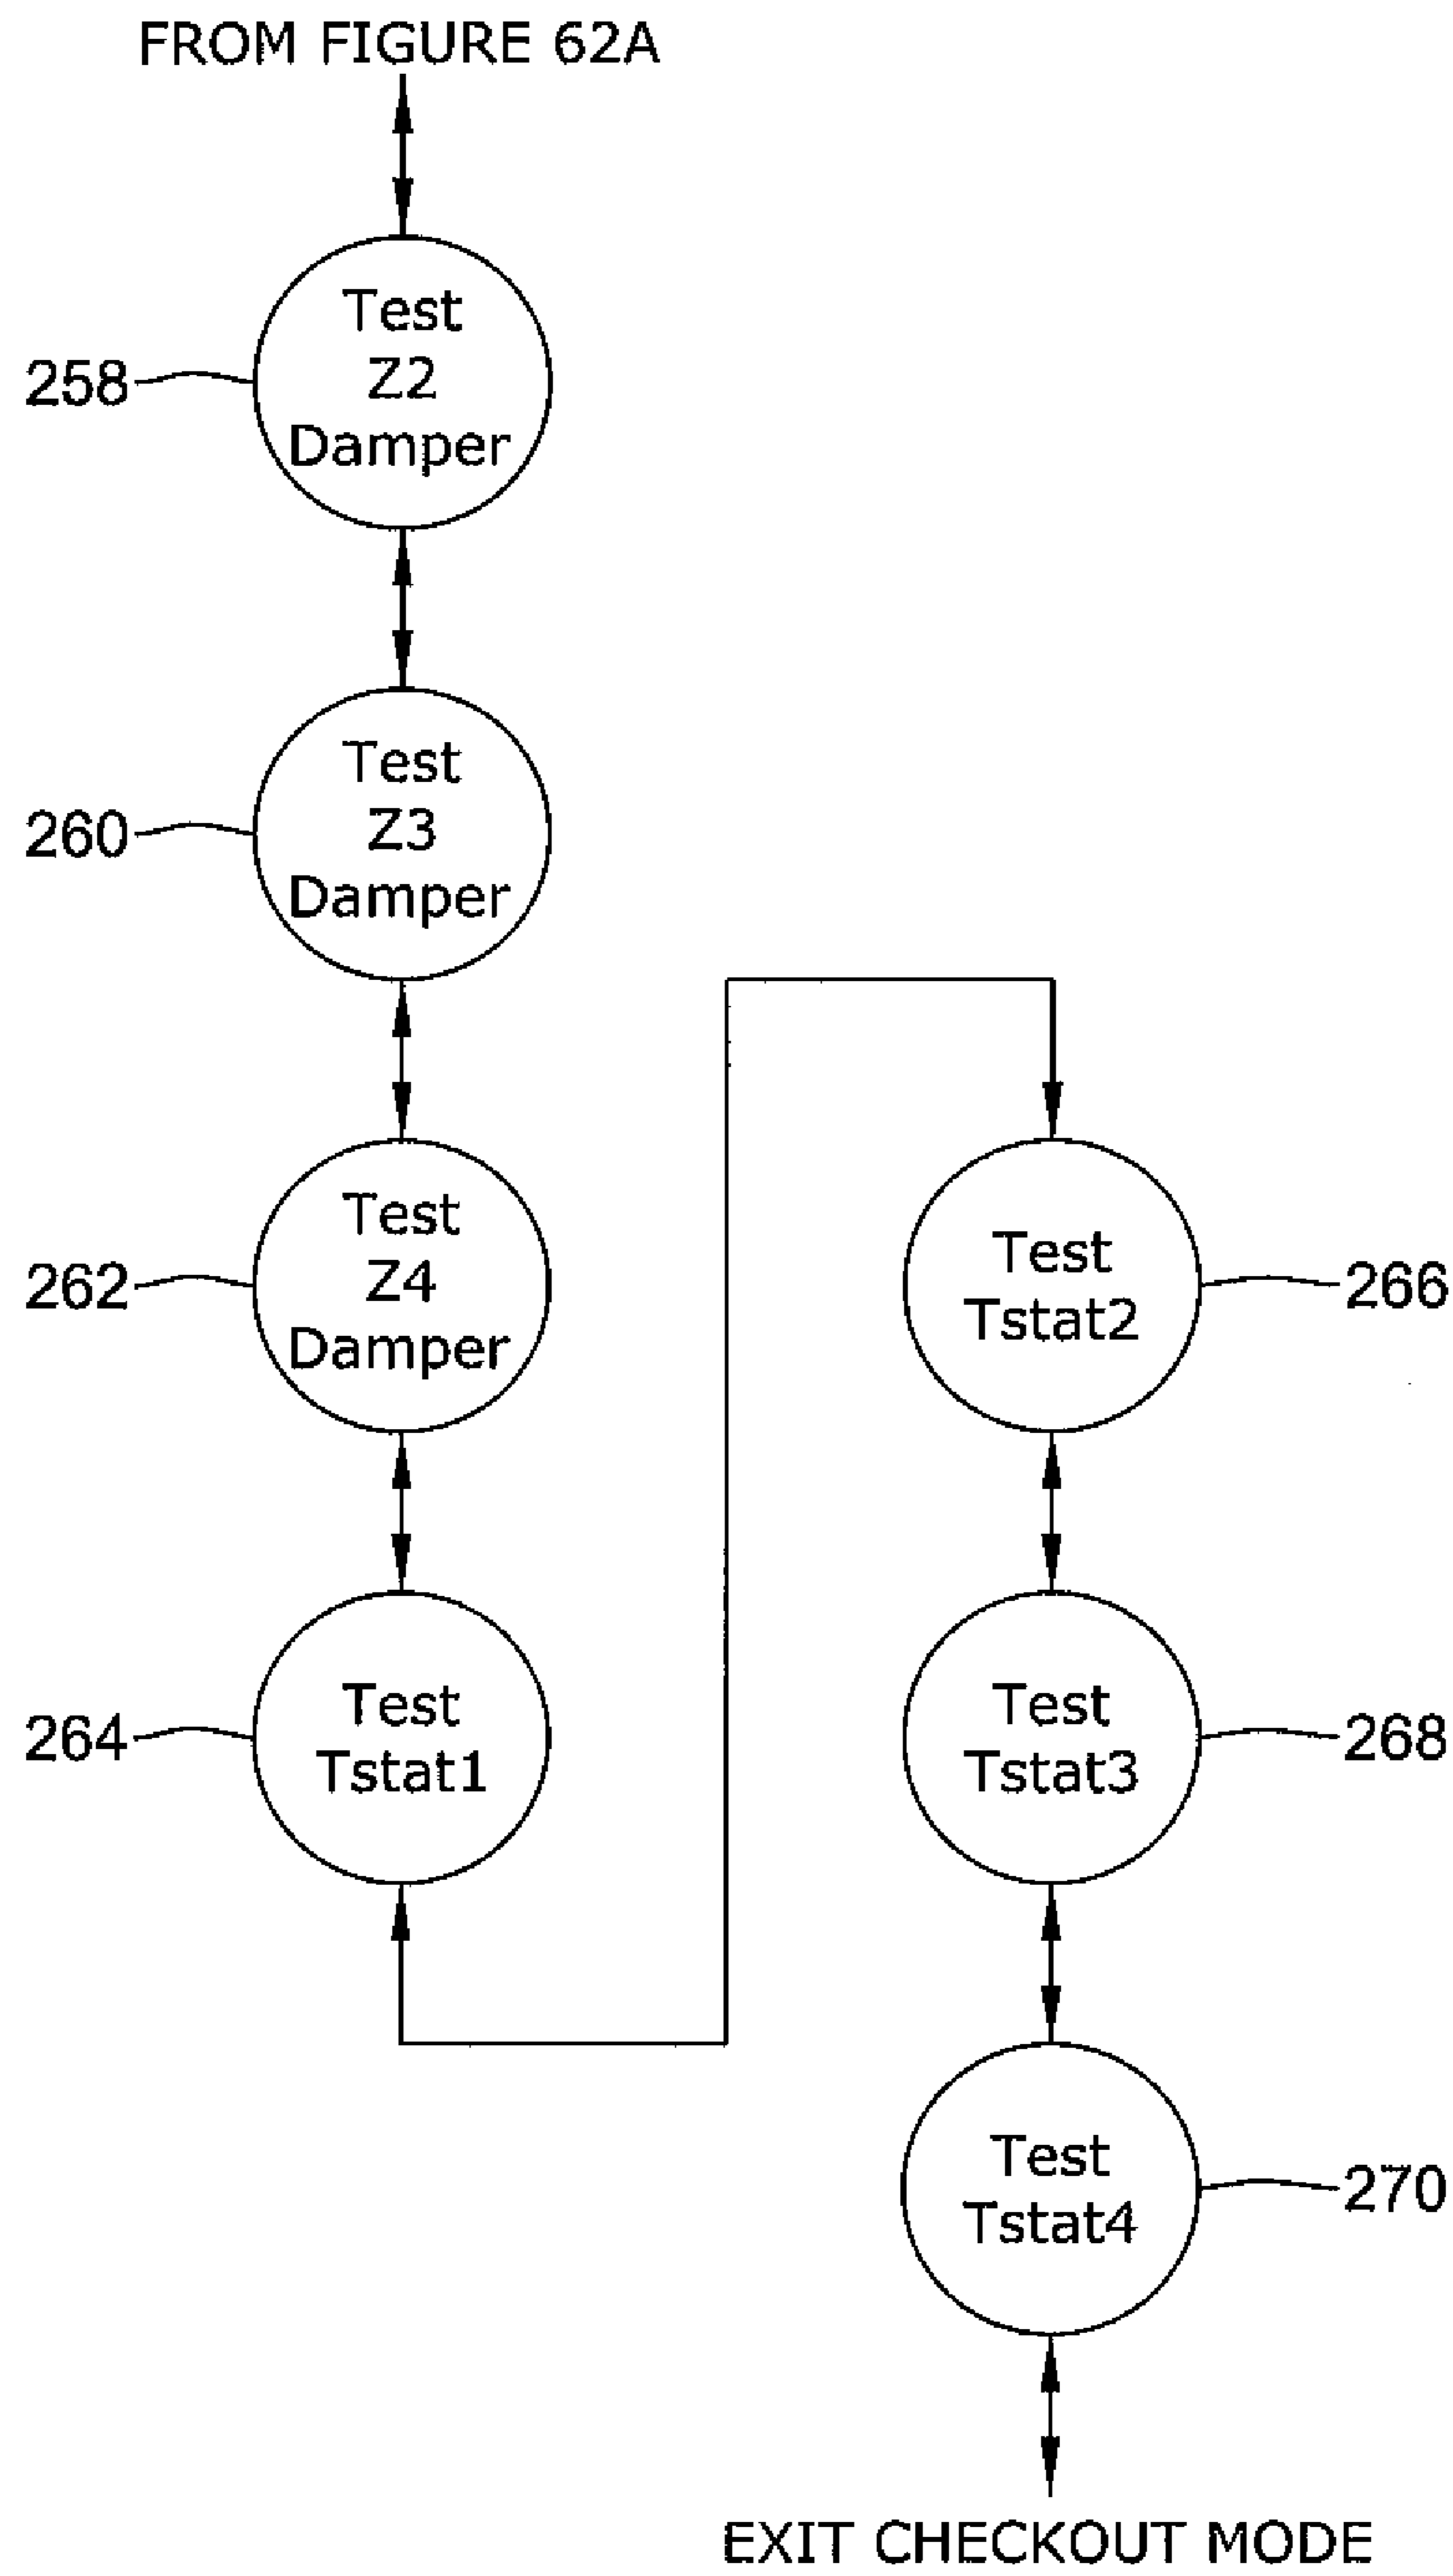 FROM FIGURE 62A
Test
Z2
Damper
258
Test
Z3
Damper
260
Test
Z4
Damper
262
Test
Tstat1
264
Test
Tstat2
266
Test
Tstat3
268
Test
Tstat4
270
EXIT CHECKOUT MODE